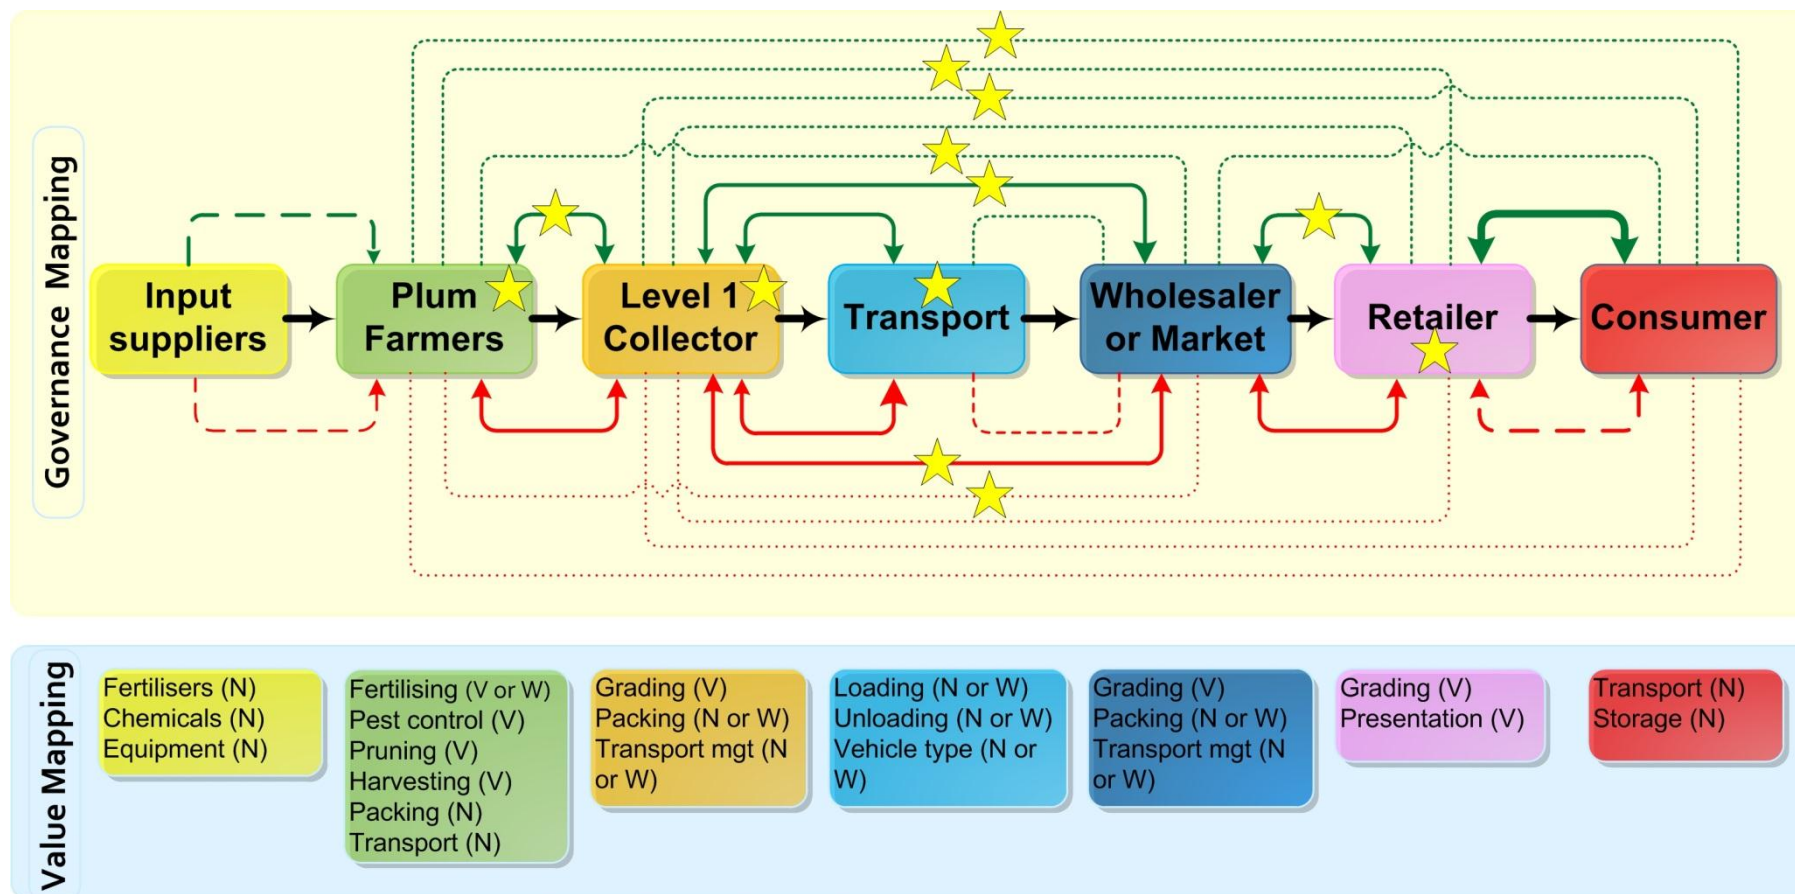 Governance Mapping
Input
suppliers
Plum
Farmers
Level 1
Collector
Transport
Wholesaler
or Market
Retailer
Consumer
Value Mapping
Fertilisers (N)
Chemicals (N)
Equipment (N)
Fertilising (V or W)
Pest control (V)
Pruning (V)
Harvesting (V)
Packing (N)
Transport (N)
Grading (V)
Packing (N or W)
Transport mgt (N
or W)
Loading (N or W)
Unloading (N or W)
Vehicle type (N or
W)
Grading (V)
Packing (N or W)
Transport mgt (N
or W)
Grading (V)
Presentation (V)
Transport (N)
Storage (N)